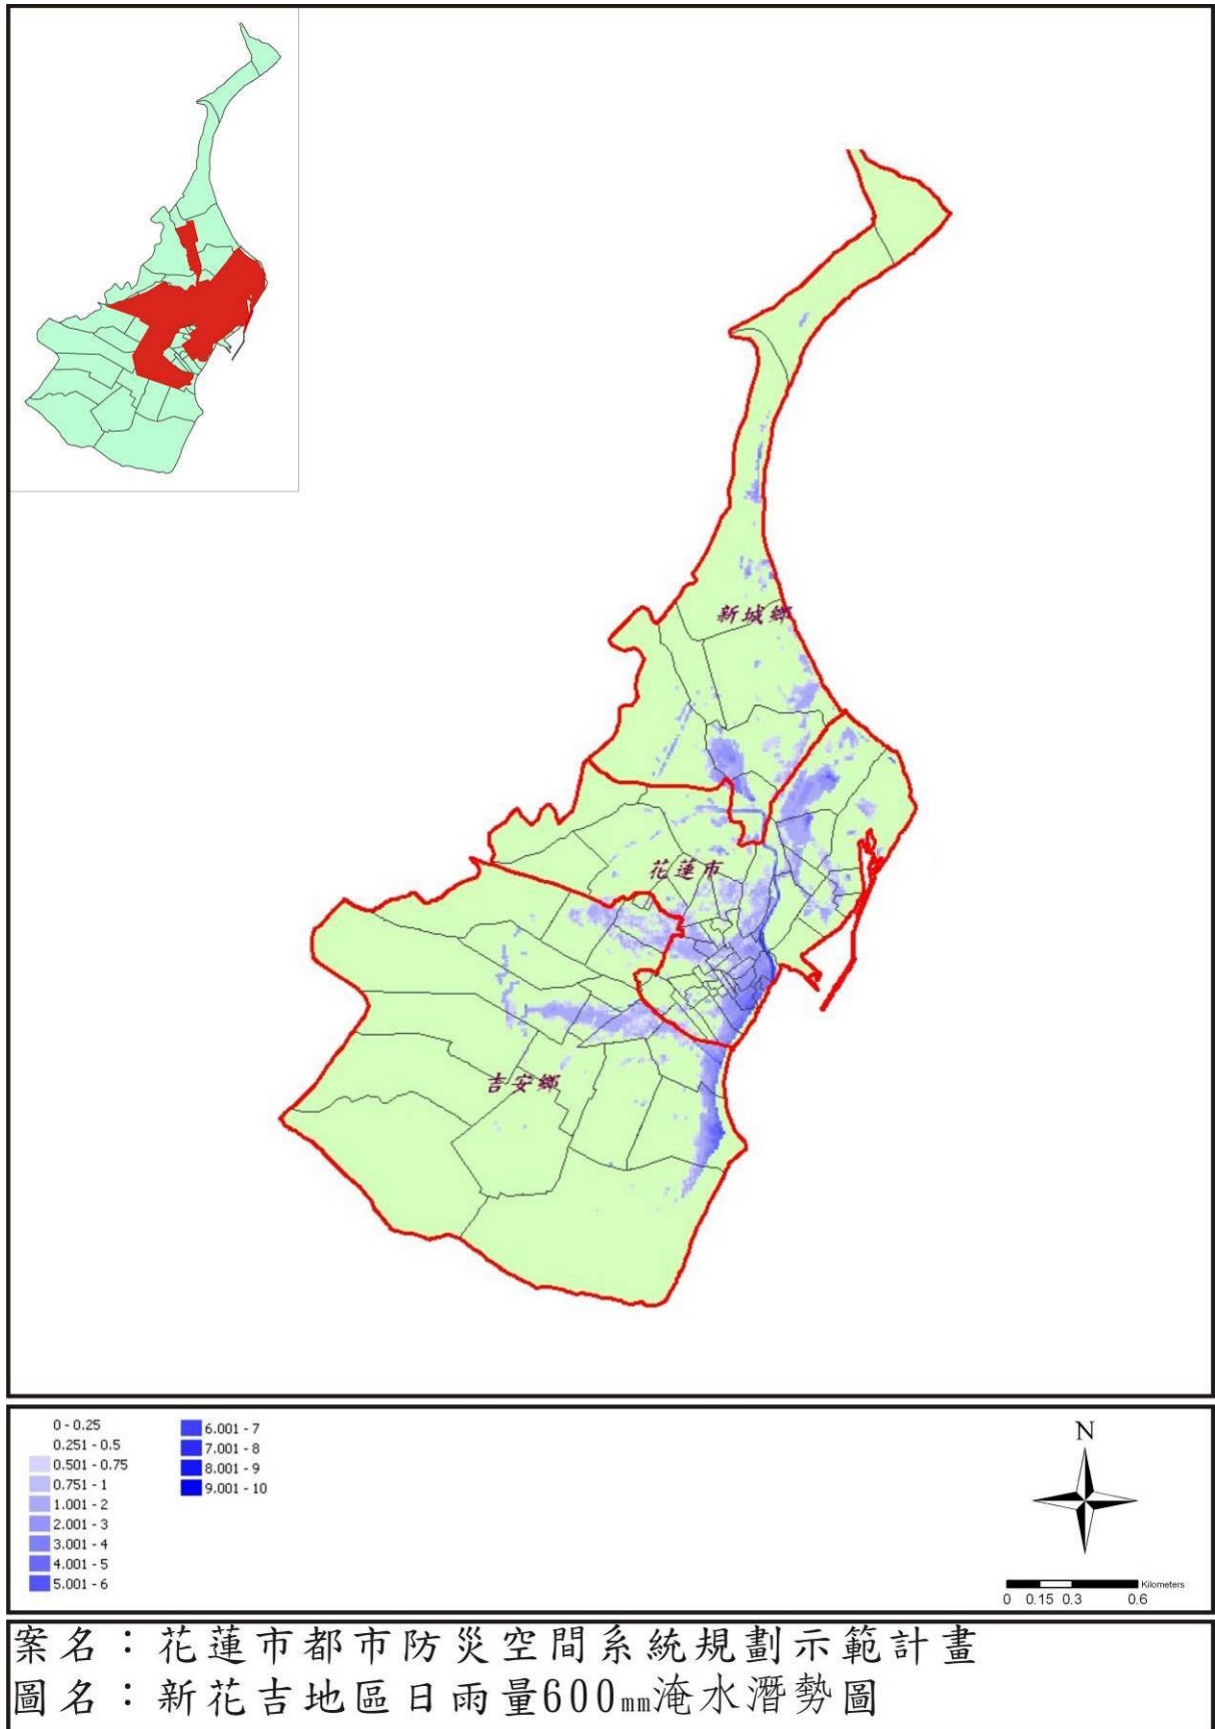 新城鄉
花蓮市
吉安鄉
0 - 0.25
0.251 - 0.5
0.501 - 0.75
0.751 - 1
1.001 - 2
2.001 - 3
3.001 - 4
4.001 - 5
5.001 - 6
6.001 - 7
7.001 - 8
8.001 - 9
9.001 - 10
N
Kilometers
0 0.15 0.3 0.6
案名：花蓮市都市防災空間系統規劃示範計畫
圖名：新花吉地區日雨量600㎜淹水潛勢圖